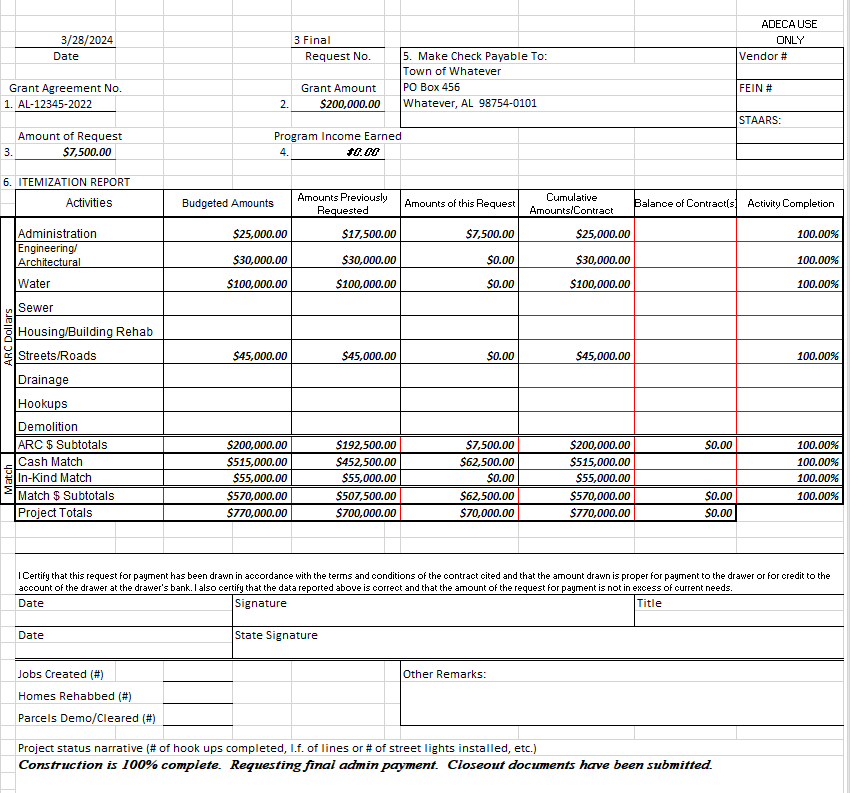 ADECA USE
3/28/2024 3 Final ONLY
Date Request No. 5. Make Check Payable To: Vendor #
Town of Whatever
Grant Agreement No. Grant Amount PO Box 456 FEIN #
1. AL-12345-2022 2. $200,000.00 Whatever, AL 98754-0101
STAARS:
Amount of Request Program Income Earned
3. $7,500.00 4. $0.00
6. ITEMIZATION REPORT
Activities Budgeted Amounts Amounts Previously Requested Amounts of this Request Cumulative Amounts/Contract Balance of Contract(s) Activity Completion
ARC Dollars
Administration $25,000.00 $17,500.00 $7,500.00 $25,000.00 100.00%
Engineering/
Architectural $30,000.00 $30,000.00 $0.00 $30,000.00 100.00%
Water $100,000.00 $100,000.00 $0.00 $100,000.00 100.00%
Sewer
Housing/Building Rehab
Streets/Roads $45,000.00 $45,000.00 $0.00 $45,000.00 100.00%
Drainage
Hookups
Demolition
ARC $ Subtotals $200,000.00 $192,500.00 $7,500.00 $200,000.00 $0.00 100.00%
Match
Cash Match $515,000.00 $452,500.00 $62,500.00 $515,000.00 100.00%
In-Kind Match $55,000.00 $55,000.00 $0.00 $55,000.00 100.00%
Match $ Subtotals $570,000.00 $507,500.00 $62,500.00 $570,000.00 $0.00 100.00%
Project Totals $770,000.00 $700,000.00 $70,000.00 $770,000.00 $0.00
I Certify that this request for payment has been drawn in accordance with the terms and conditions of the contract cited and that the amount drawn is proper for payment to the drawer or for credit to the
account of the drawer at the drawer's bank. I also certify that the data reported above is correct and that the amount of the request for payment is not in excess of current needs.
Date Signature Title
Date State Signature
Jobs Created (#) Other Remarks:
Homes Rehabbed (#)
Parcels Demo/Cleared (#)
Project status narrative (# of hook ups completed, l.f. of lines or # of street lights installed, etc.)
Construction is 100% complete. Requesting final admin payment. Closeout documents have been submitted.